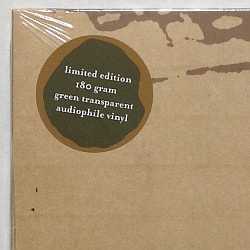 limited edition
180 gram
green transparent
audiophile vinyl